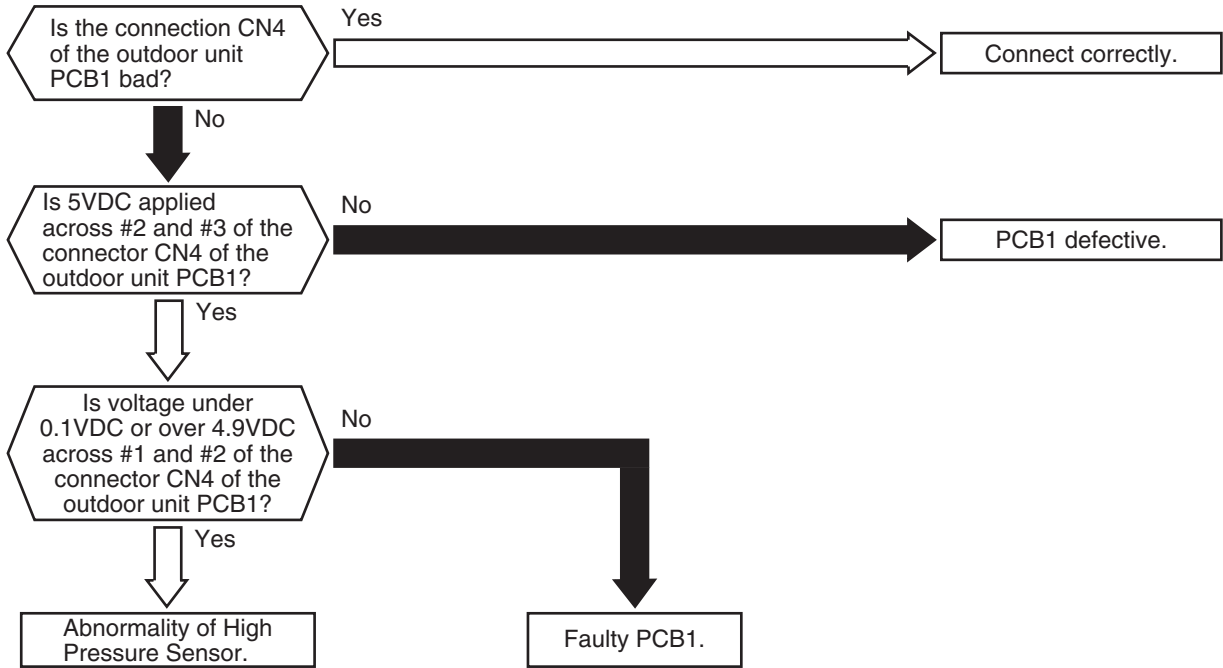 Is the connection CN4
of the outdoor unit
PCB1 bad?
Yes
Connect correctly.
No
Is 5VDC applied
across #2 and #3 of the
connector CN4 of the
outdoor unit PCB1?
No
PCB1 defective.
Yes
Is voltage under
0.1VDC or over 4.9VDC
across #1 and #2 of the
connector CN4 of the
outdoor unit PCB1?
No
Yes
Abnormality of High
Pressure Sensor.
Faulty PCB1.